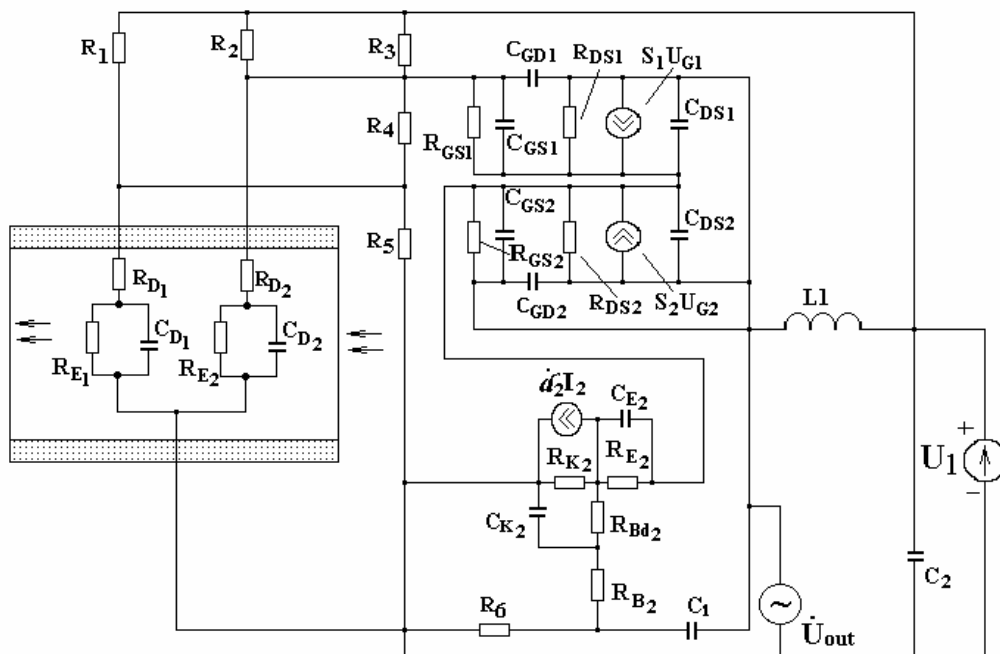 R1
R2
R3
CGD1
RDS1
S1UG1
R4
RGS1
CGS1
CDS1
R5
CGS2
RGS2
CDS2
CGD2
RDS2
S2UG2
L1
RD1
RD2
CD1
CD2
RE1
RE2
ȧ2I2
CE2
RK2
RE2
CK2
RBd2
RB2
R6
C1
U1
+
−
C2
~
U̇out